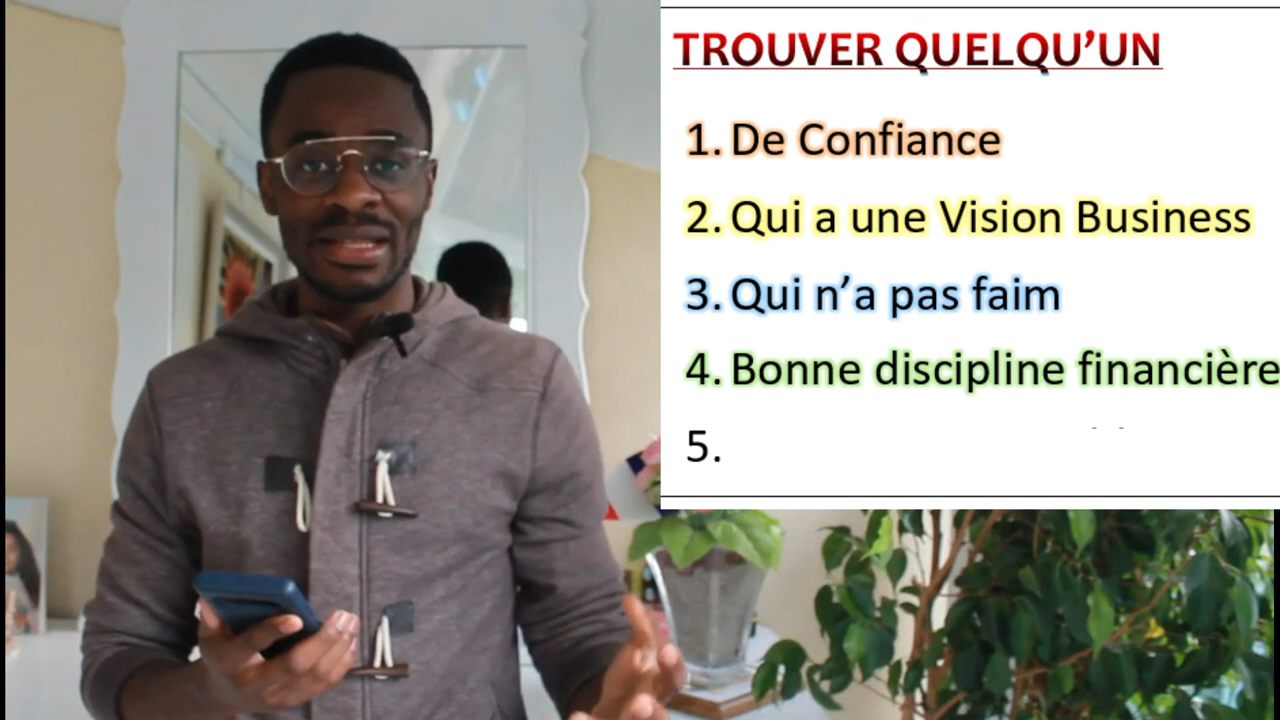 TROUVER QUELQU’UN
1. De Confiance
2. Qui a une Vision Business
3. Qui n’a pas faim
4. Bonne discipline financière
5.